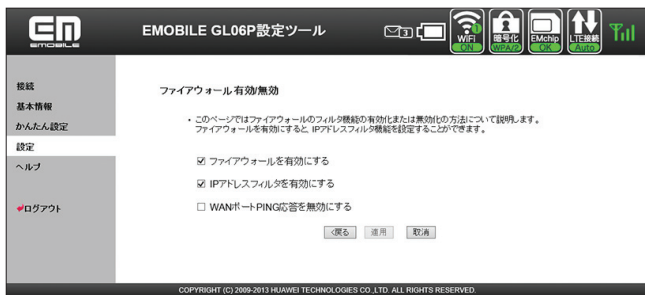 EM
EMOBILE
EMOBILE GL06P設定ツール
3
WiFi
ON
暗号化
WPA/2
EMchip
OK
LTE接続
Auto
接続
基本情報
かんたん設定
設定
ヘルプ
ログアウト
ファイアウォール有効/無効
・このページではファイアウォールのフィルタ機能の有効化または無効化の方法について説明します。
ファイアウォールを有効にすると、IPアドレスフィルタ機能を設定することができます。
ファイアウォールを有効にする
IPアドレスフィルタを有効にする
WANポートPING応答を無効にする
<戻る 適用 取消
COPYRIGHT (C) 2009-2013 HUAWEI TECHNOLOGIES CO.,LTD. ALL RIGHTS RESERVED.